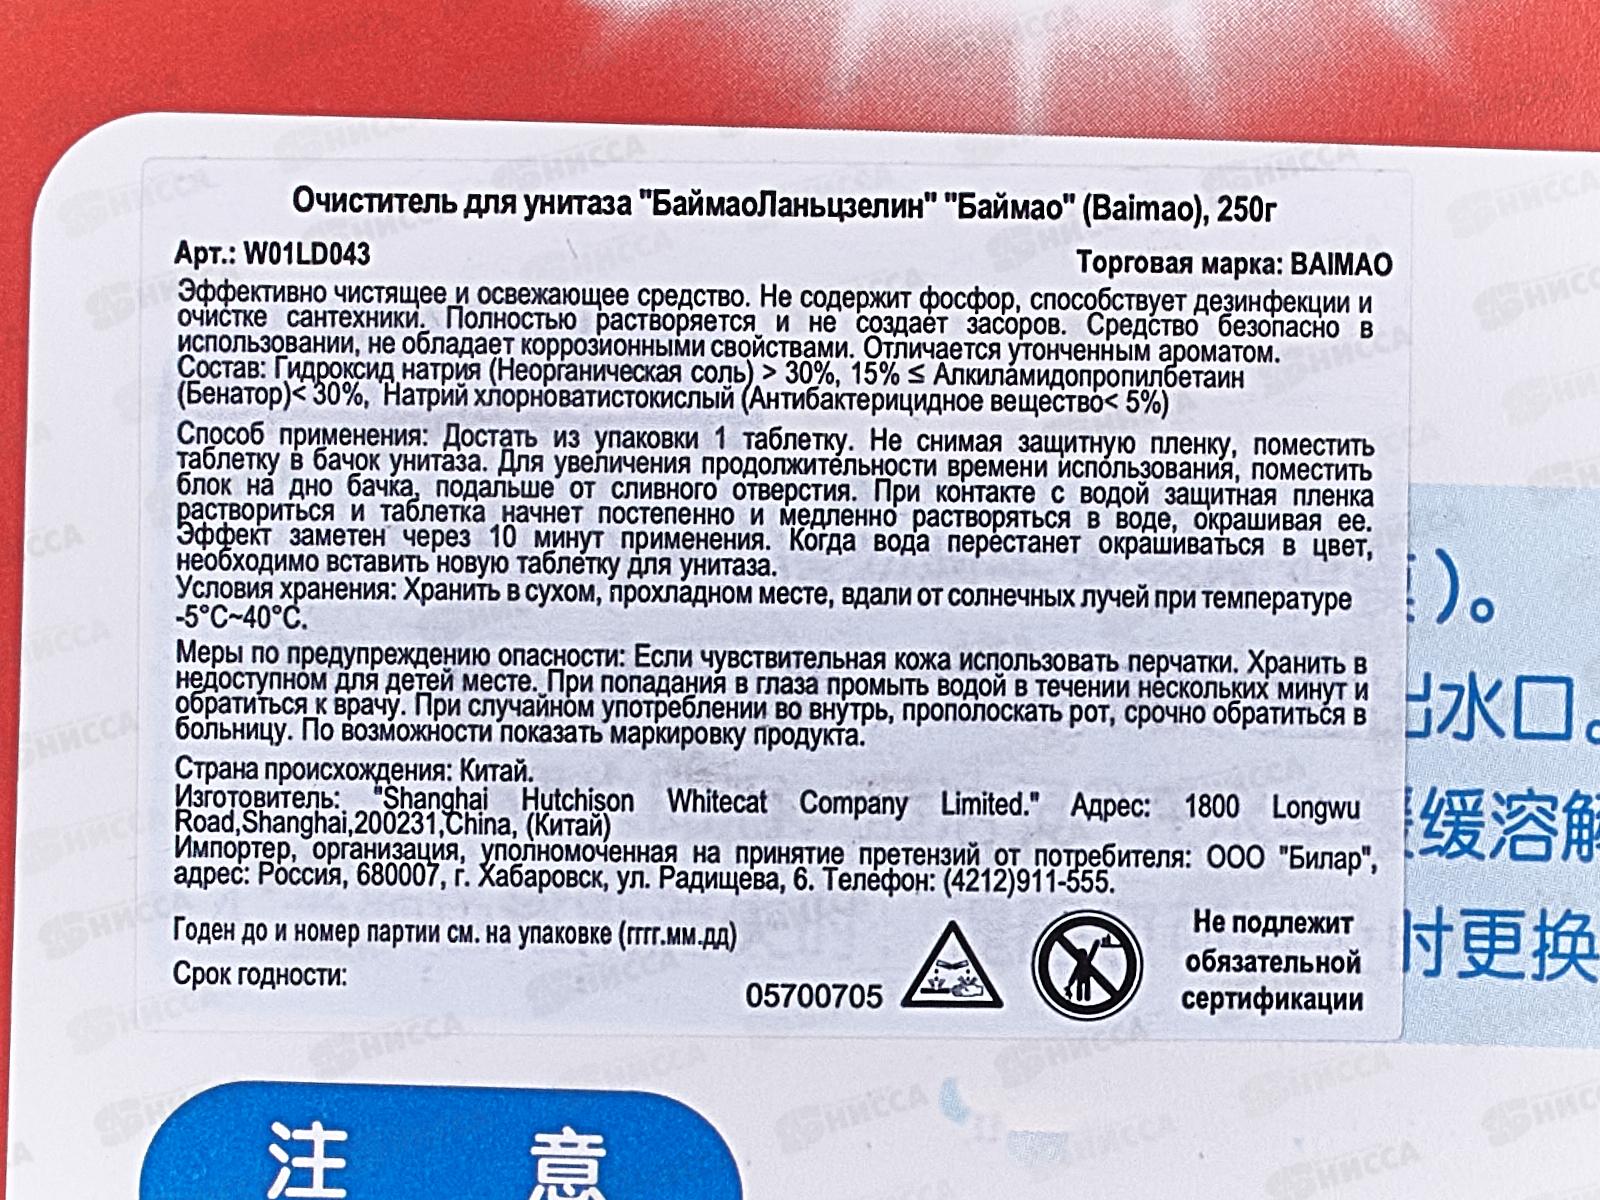 Очиститель для унитаза "БаймаоЛаньцзелин" "Баймао" (Baimao), 250г
Арт.: W01LD043
Торговая марка: BAIMAO
Эффективно чистящее и освежающее средство. Не содержит фосфор, способствует дезинфекции и
очистке сантехники. Полностью растворяется и не создает засоров. Средство безопасно в
использовании, не обладает коррозионными свойствами. Отличается утонченным ароматом.
Состав: Гидроксид натрия (Неорганическая соль) > 30%, 15% ≤ Алкиламидопропилбетаин
(Бенатор)< 30%, Натрий хлорноватистокислый (Антибактерицидное вещество< 5%)
Способ применения: Достать из упаковки 1 таблетку. Не снимая защитную пленку, поместить
таблетку в бачок унитаза. Для увеличения продолжительности времени использования, поместить
блок на дно бачка, подальше от сливного отверстия. При контакте с водой защитная пленка
раствориться и таблетка начнет постепенно и медленно растворяться в воде, окрашивая ее.
Эффект заметен через 10 минут применения. Когда вода перестанет окрашиваться в цвет,
необходимо вставить новую таблетку для унитаза.
Условия хранения: Хранить в сухом, прохладном месте, вдали от солнечных лучей при температуре
-5°C~40°C.
Меры по предупреждению опасности: Если чувствительная кожа использовать перчатки. Хранить в
недоступном для детей месте. При попадания в глаза промыть водой в течении нескольких минут и
обратиться к врачу. При случайном употреблении во внутрь, прополоскать рот, срочно обратиться в
больницу. По возможности показать маркировку продукта.
Страна происхождения: Китай.
Изготовитель: "Shanghai Hutchison Whitecat Company Limited." Адрес: 1800 Longwu
Road,Shanghai,200231,China, (Китай)
Импортер, организация, уполномоченная на принятие претензий от потребителя: ООО "Билар",
адрес: Россия, 680007, г. Хабаровск, ул. Радищева, 6. Телефон: (4212)911-555.
Годен до и номер партии см. на упаковке (гггг.мм.дд)
Срок годности:
05700705
Не подлежит
обязательной
сертификации
)。
出水口。
缓溶解
时更换
注 意
НИССА